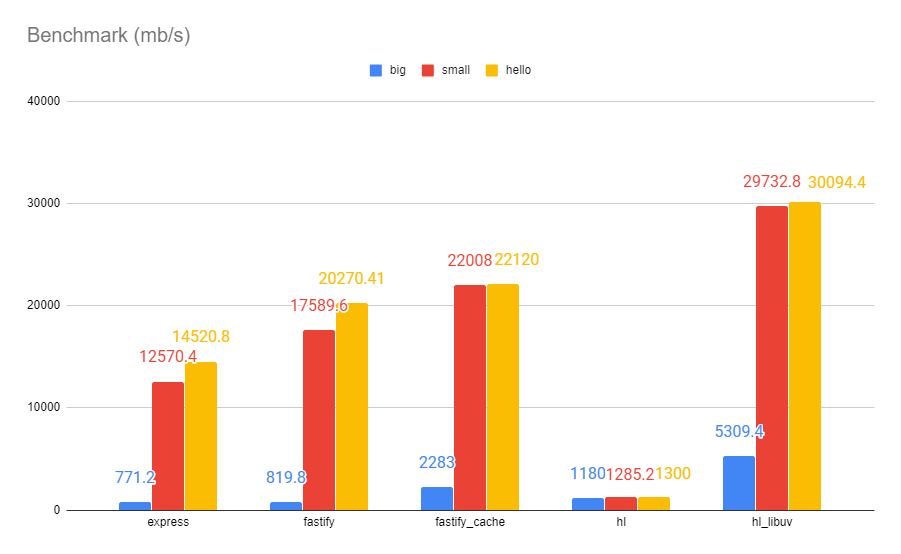 Benchmark (mb/s)
big small hello
40000
30000
20000
10000
0
771.2 12570.4 14520.8
819.8 17589.6 20270.41
2283 22008 22120
1180 1285.2 1300
5309.4 29732.8 30094.4
express fastify fastify_cache hl hl_libuv